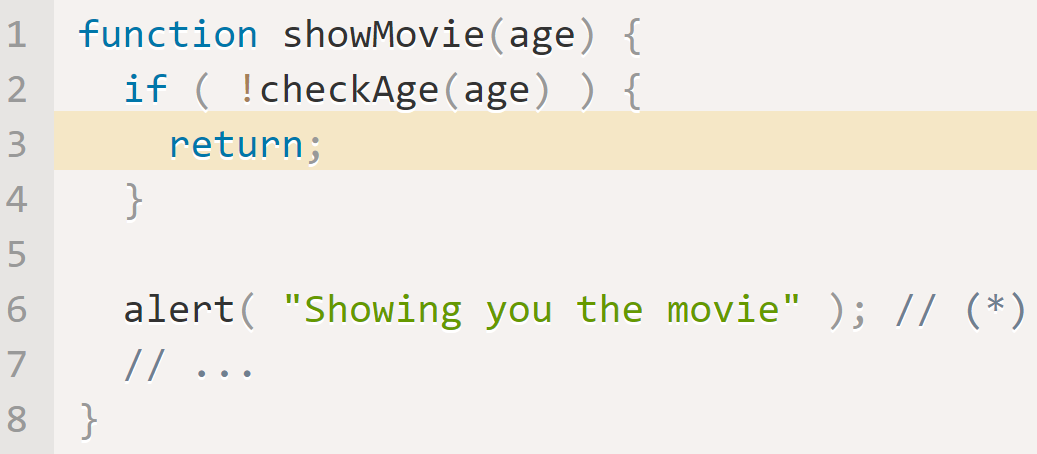 1 function showMovie(age) {
2   if ( !checkAge(age) ) {
3     return;
4   }
5
6   alert( "Showing you the movie" ); // (*)
7   // ...
8 }